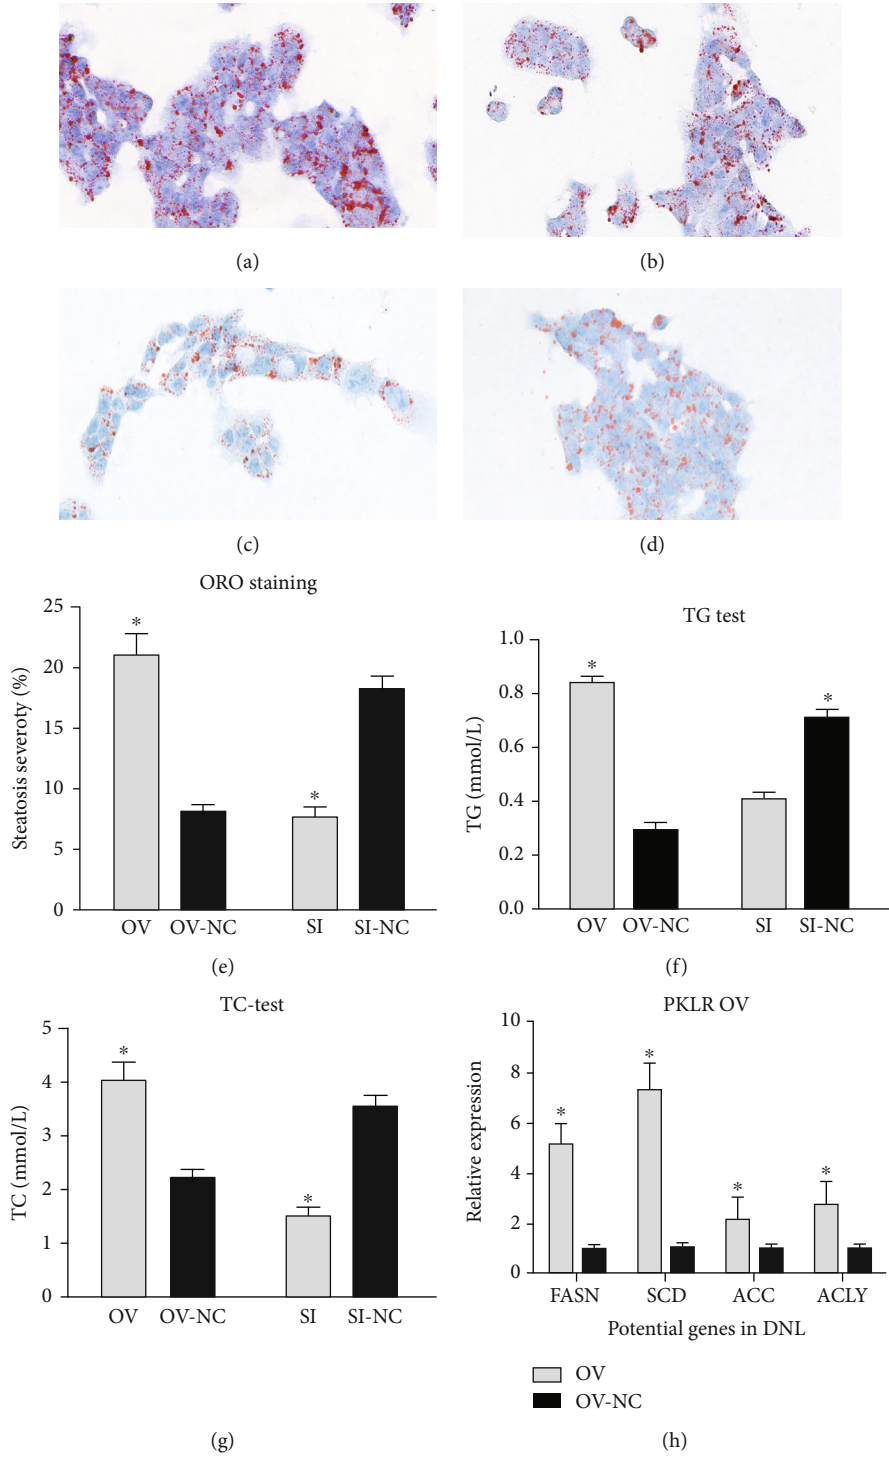 (a)
(b)
(c)
(d)
ORO staining
Steatosis severoty (%)
25
20
15
10
5
0
*
*
OV
OV-NC
SI
SI-NC
(e)
TG test
TG (mmol/L)
1.0
0.8
0.6
0.4
0.2
0.0
*
*
OV
OV-NC
SI
SI-NC
(f)
TC-test
TC (mmol/L)
5
4
3
2
1
0
*
*
OV
OV-NC
SI
SI-NC
(g)
PKLR OV
Relative expression
10
8
6
4
2
0
*
*
*
*
FASN
SCD
ACC
ACLY
Potential genes in DNL
OV
OV-NC
(h)